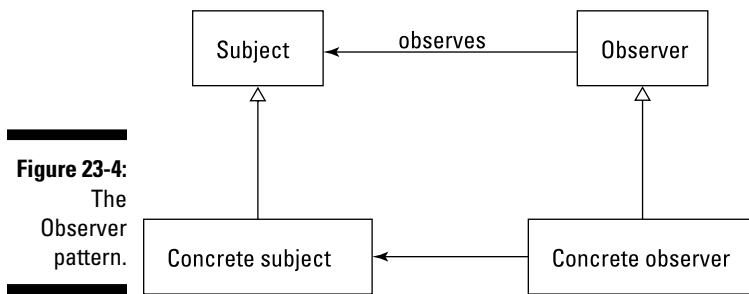 Subject
observes
Observer
Figure 23-4:
The
Observer
pattern.
Concrete subject
Concrete observer